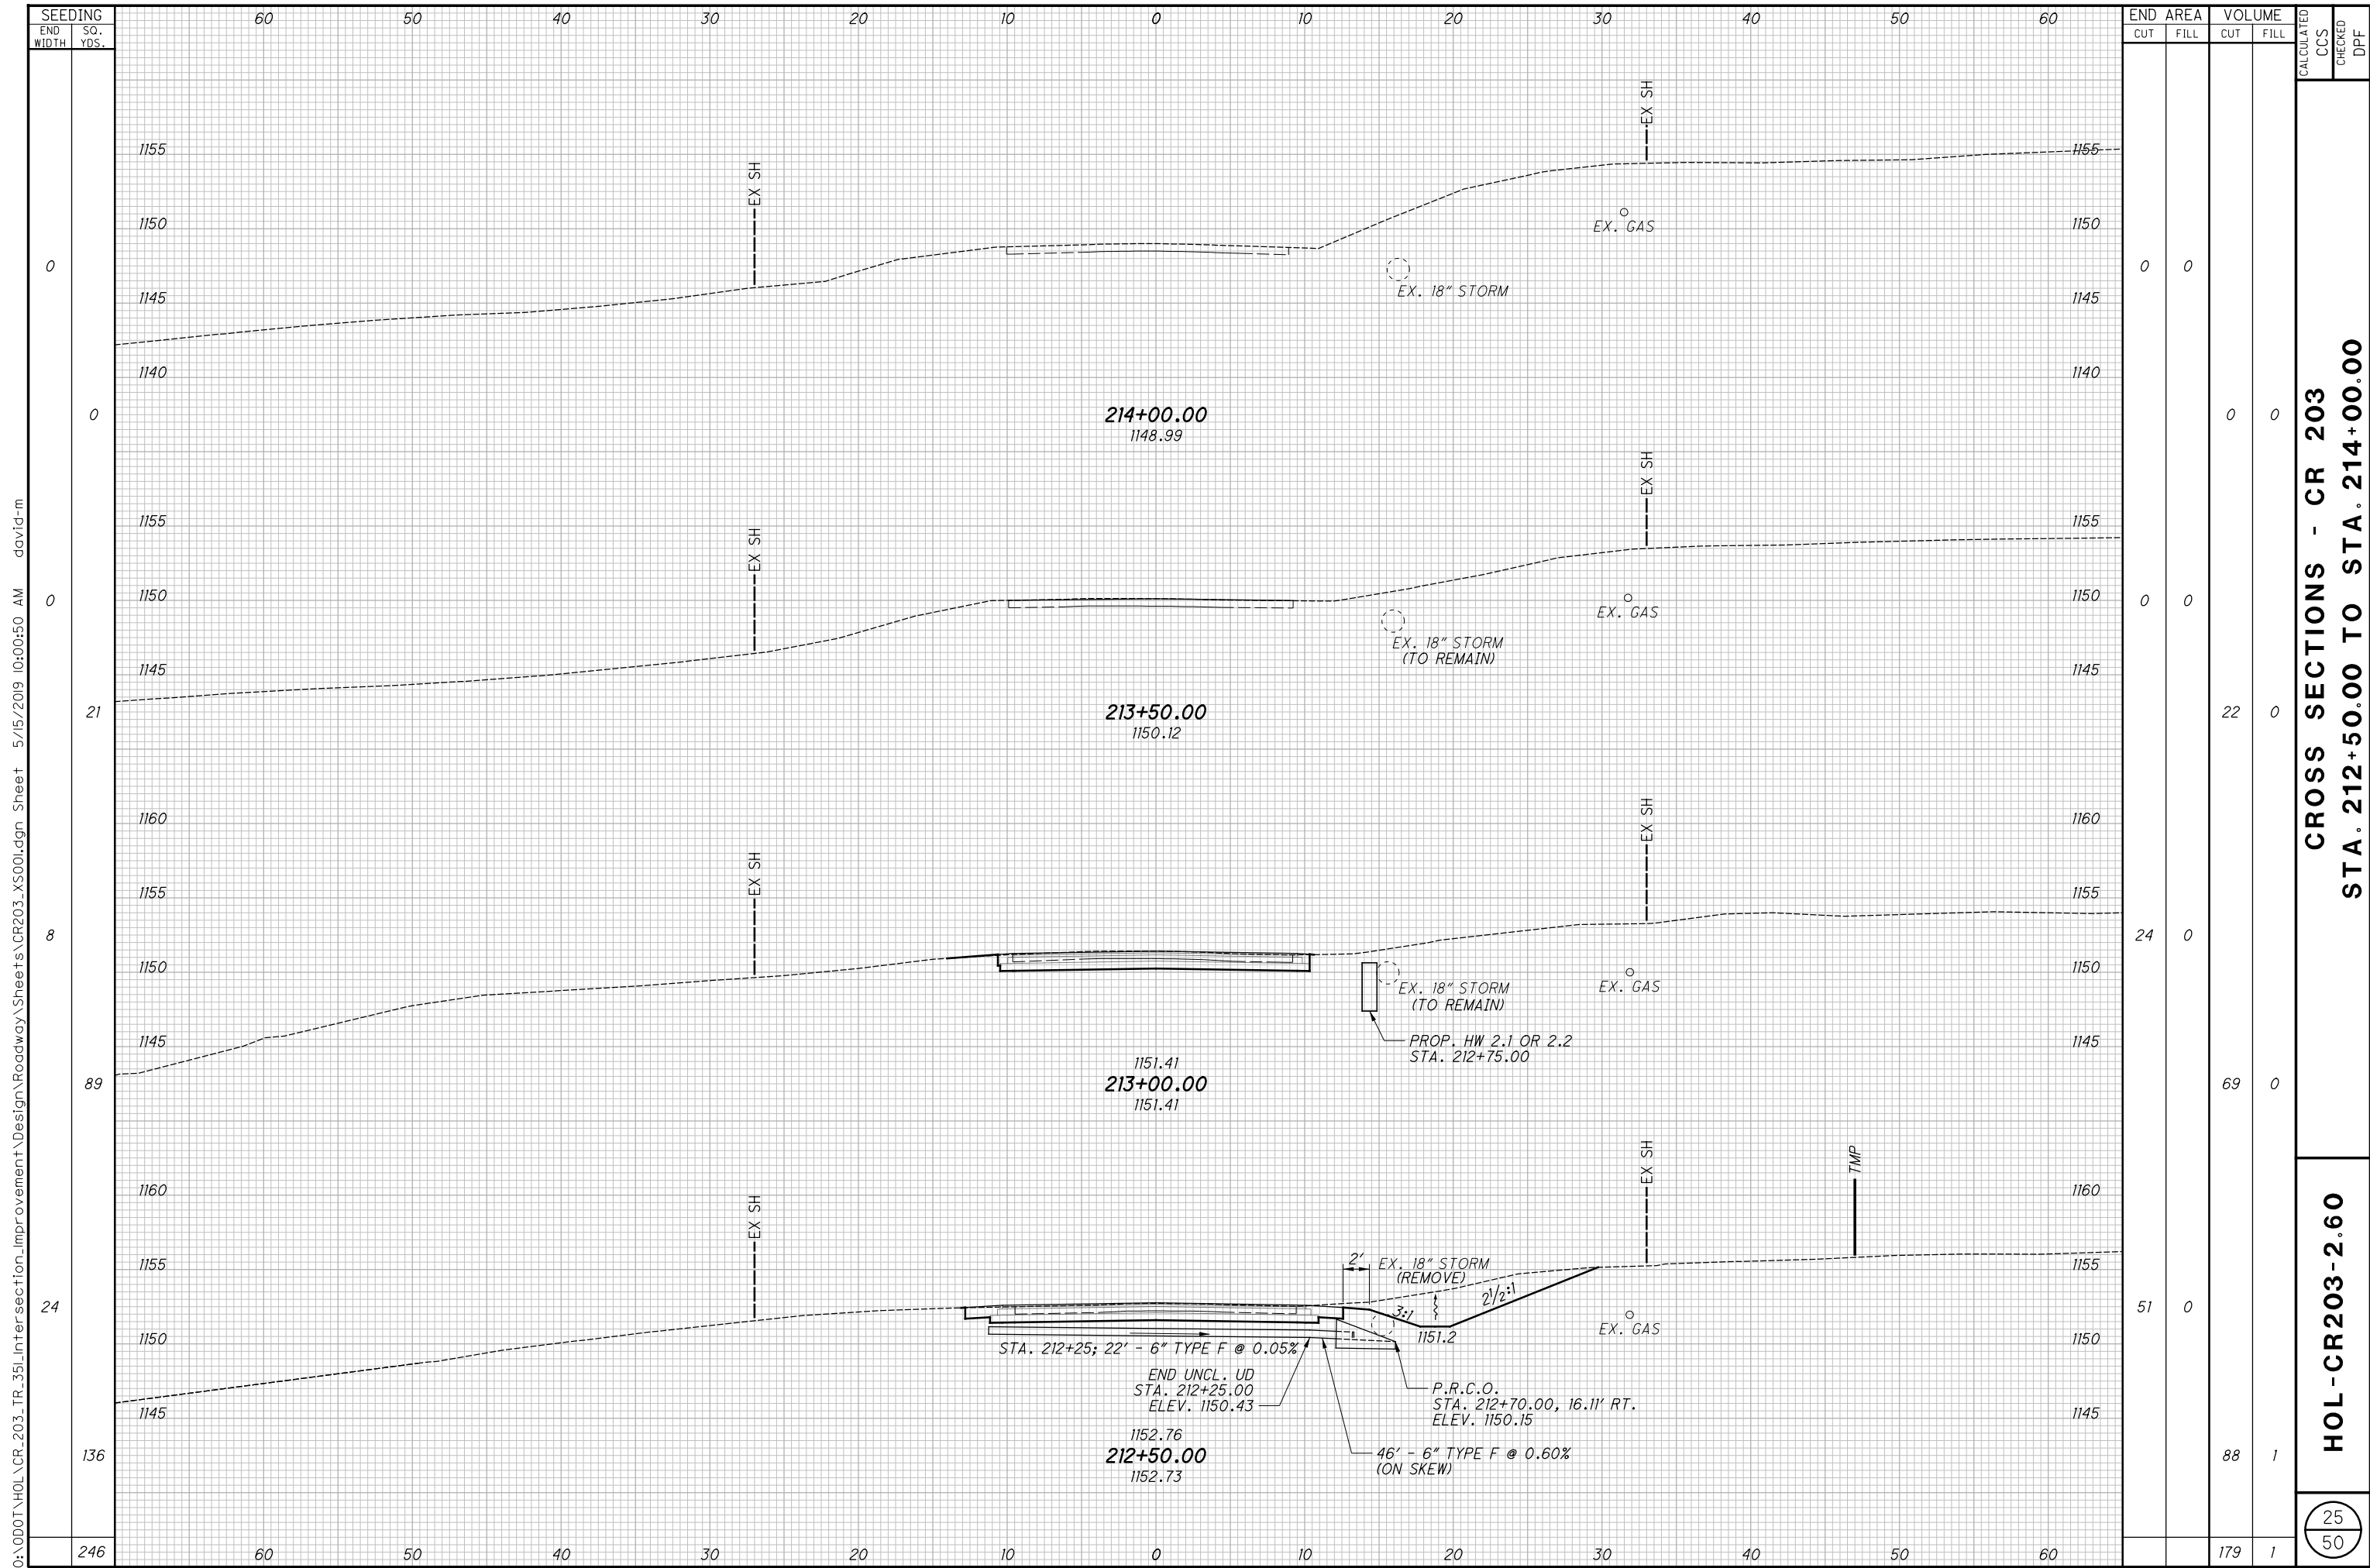 SEEDING
END WIDTH
SQ. YDS.
60 50 40 30 20 10 0 10 20 30 40 50 60
END AREA
VOLUME
CUT FILL CUT FILL
CALCULATED
CCS
CHECKED
DPF
EX SH
EX SH
1155 1155
1150 1150
EX. GAS
0 0 0
EX. 18" STORM
1145 1145
1140 1140
0 0 0
214+00.00
1148.99
EX SH
EX SH
1155 1155
1150 1150
0 0 0
EX. GAS
EX. 18" STORM
(TO REMAIN)
1145 1145
21 22 0
213+50.00
1150.12
1160 1160
EX SH
EX SH
1155 1155
8 24 0
1150 1150
EX. 18" STORM
(TO REMAIN)
EX. GAS
1145 1145
PROP. HW 2.1 OR 2.2
STA. 212+75.00
1151.41
89 69 0
213+00.00
1151.41
EX SH
TMP
EX SH
1160 1160
1155 1155
2'
EX. 18" STORM
(REMOVE)
24 51 0
3:1
2 1/2:1
EX. GAS
1150 1150
1151.2
STA. 212+25; 22' - 6" TYPE F @ 0.05%
END UNCL. UD
STA. 212+25.00
ELEV. 1150.43
P.R.C.O.
STA. 212+70.00, 16.11' RT.
ELEV. 1150.15
1145 1145
1152.76
136 88 1
212+50.00
1152.73
46' - 6" TYPE F @ 0.60%
(ON SKEW)
246 179 1
60 50 40 30 20 10 0 10 20 30 40 50 60
CROSS SECTIONS - CR 203
STA. 212+50.00 TO STA. 214+00.00
HOL-CR203-2.60
25
50
O:\ODOT\HOL\CR_203_TR_351_Intersection_Improvement\Design\Roadway\Sheets\CR203_XS001.dgn Sheet 5/15/2019 10:00:50 AM david-m